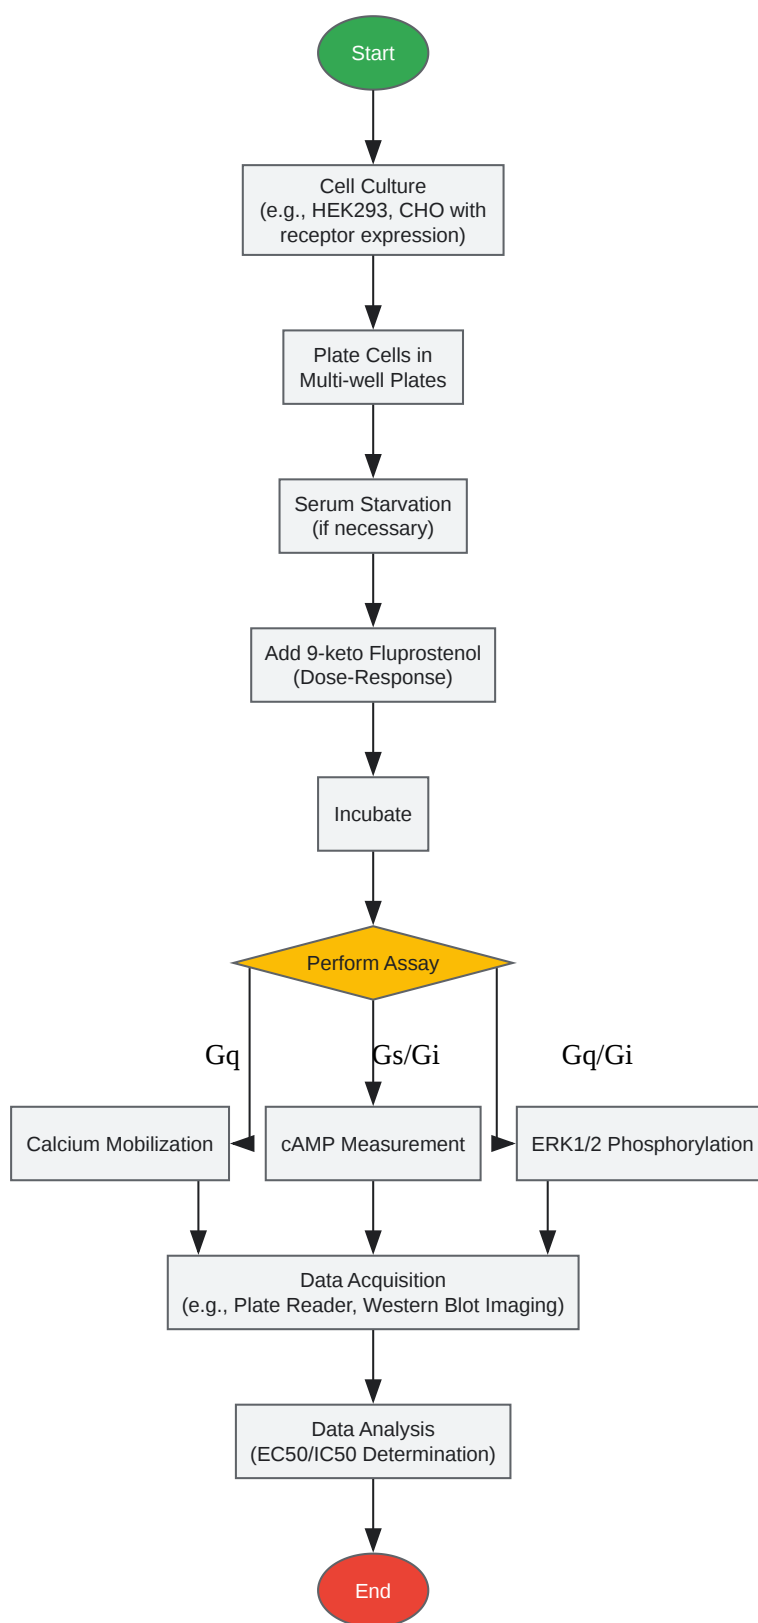 Start
Cell Culture
(e.g., HEK293, CHO with
receptor expression)
Plate Cells in
Multi-well Plates
Serum Starvation
(if necessary)
Add 9-keto Fluprostenol
(Dose-Response)
Incubate
Perform Assay
Gq
Gs/Gi
Gq/Gi
Calcium Mobilization
cAMP Measurement
ERK1/2 Phosphorylation
Data Acquisition
(e.g., Plate Reader, Western Blot Imaging)
Data Analysis
(EC50/IC50 Determination)
End